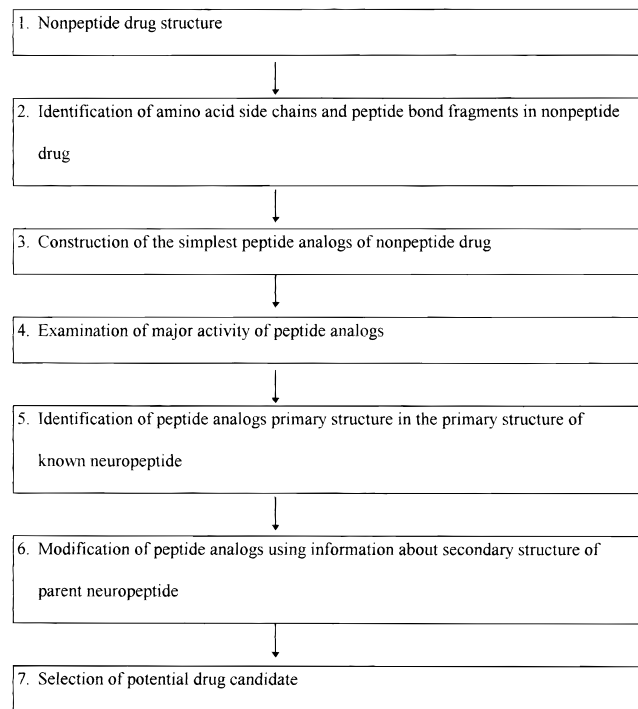 1. Nonpeptide drug structure
2. Identification of amino acid side chains and peptide bond fragments in nonpeptide
drug
3. Construction of the simplest peptide analogs of nonpeptide drug
4. Examination of major activity of peptide analogs
5. Identification of peptide analogs primary structure in the primary structure of
known neuropeptide
6. Modification of peptide analogs using information about secondary structure of
parent neuropeptide
7. Selection of potential drug candidate